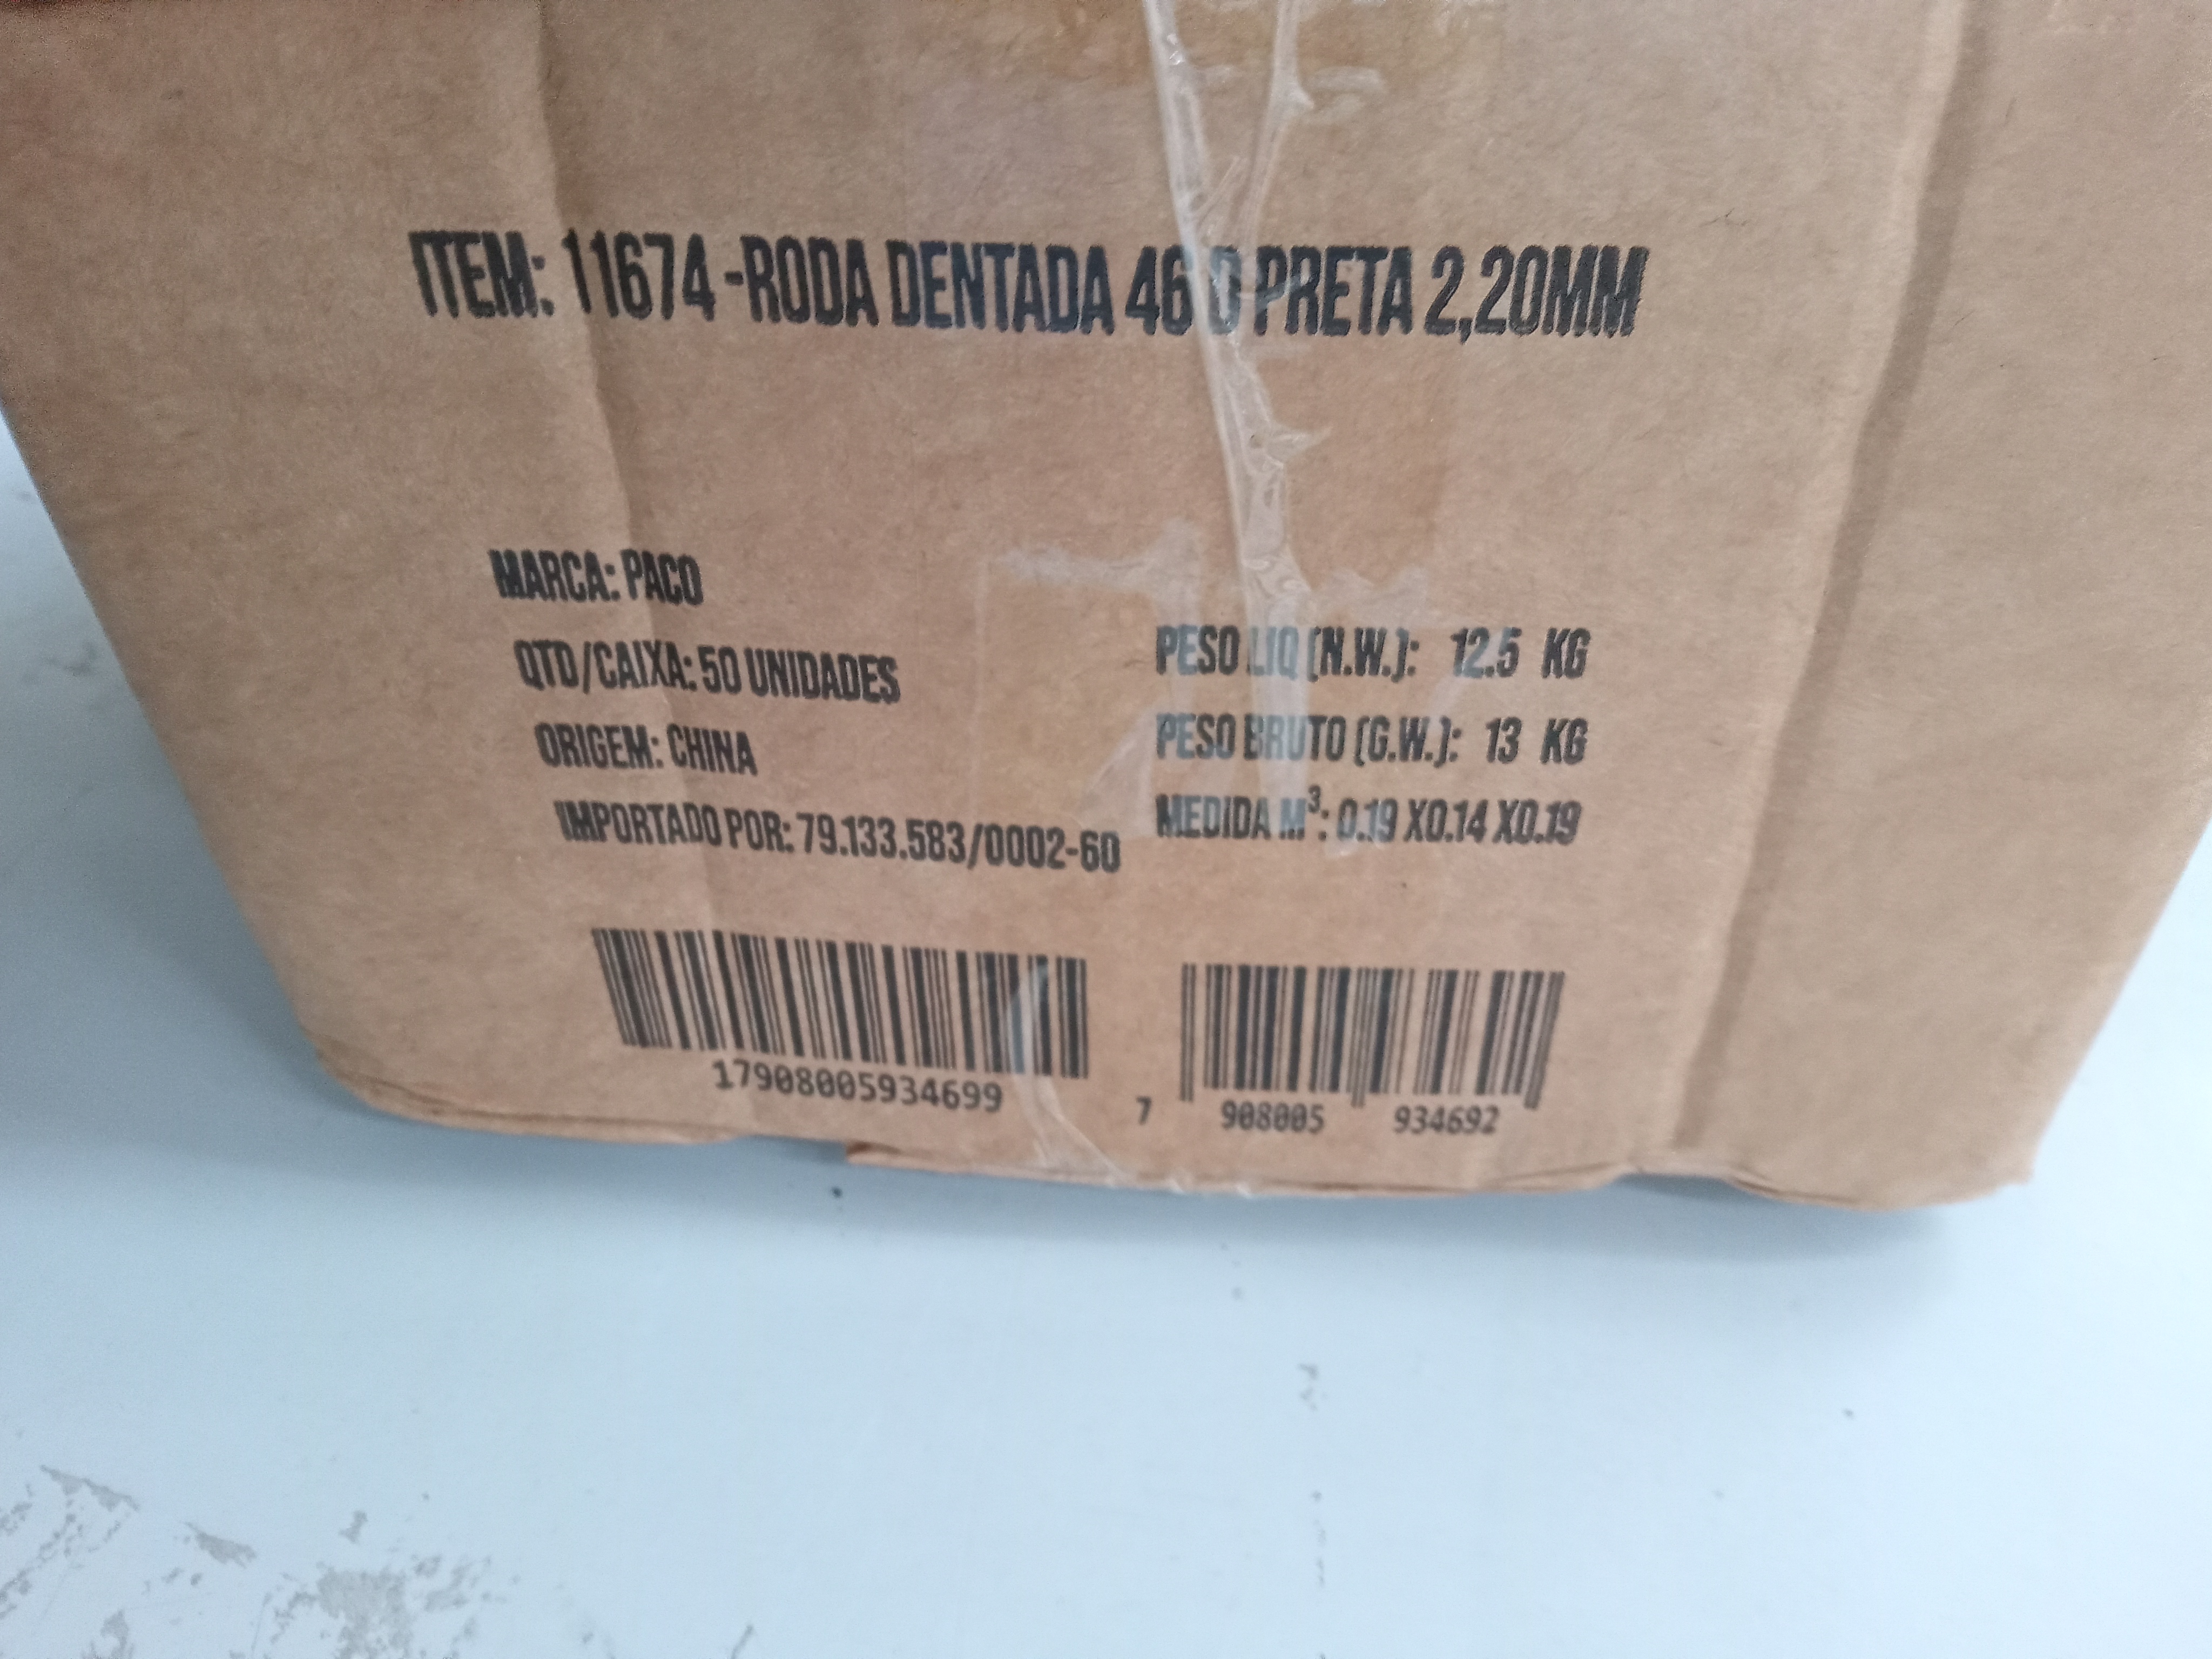 ITEM: 11674 -RODA DENTADA 46 D PRETA 2,20MM
MARCA: PACO
QTD/CAIXA: 50 UNIDADES
ORIGEM: CHINA
IMPORTADO POR: 79.133.583/0002-60
PESO LIQ (N.W.): 12.5 KG
PESO BRUTO (G.W.): 13 KG
MEDIDA M³: 0.19 X0.14 X0.19
17908005934699
7 908005 934692